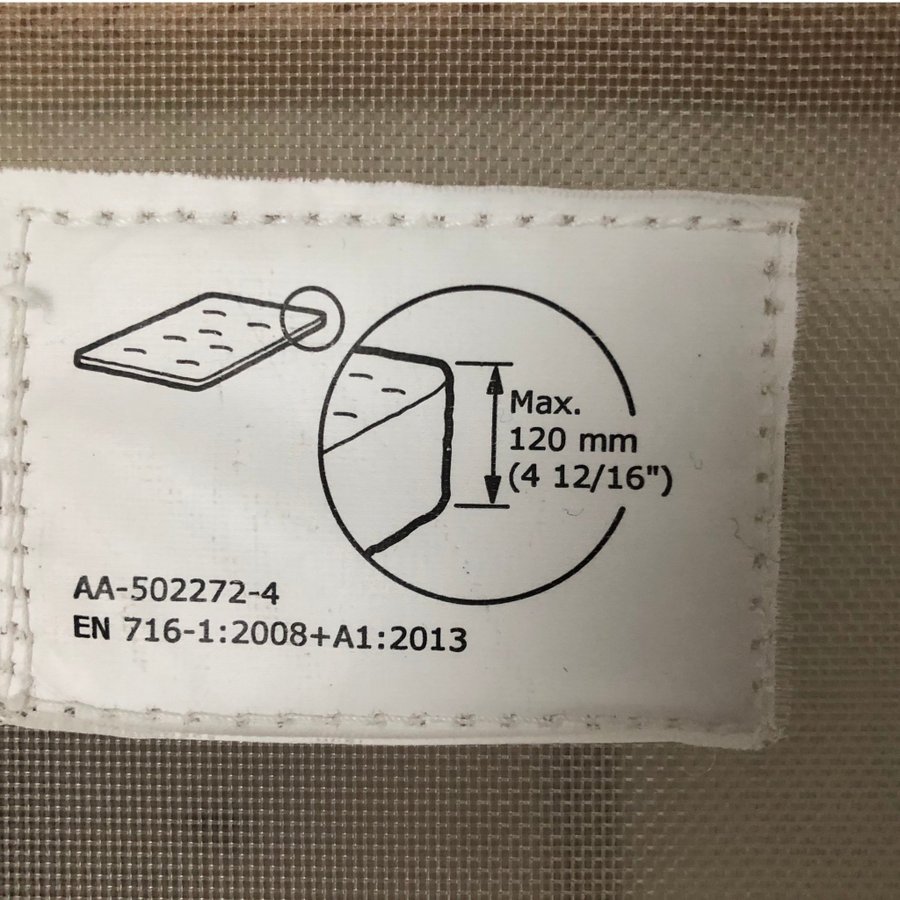 Max.
120 mm
(4 12/16")
AA-502272-4
EN 716-1:2008+A1:2013